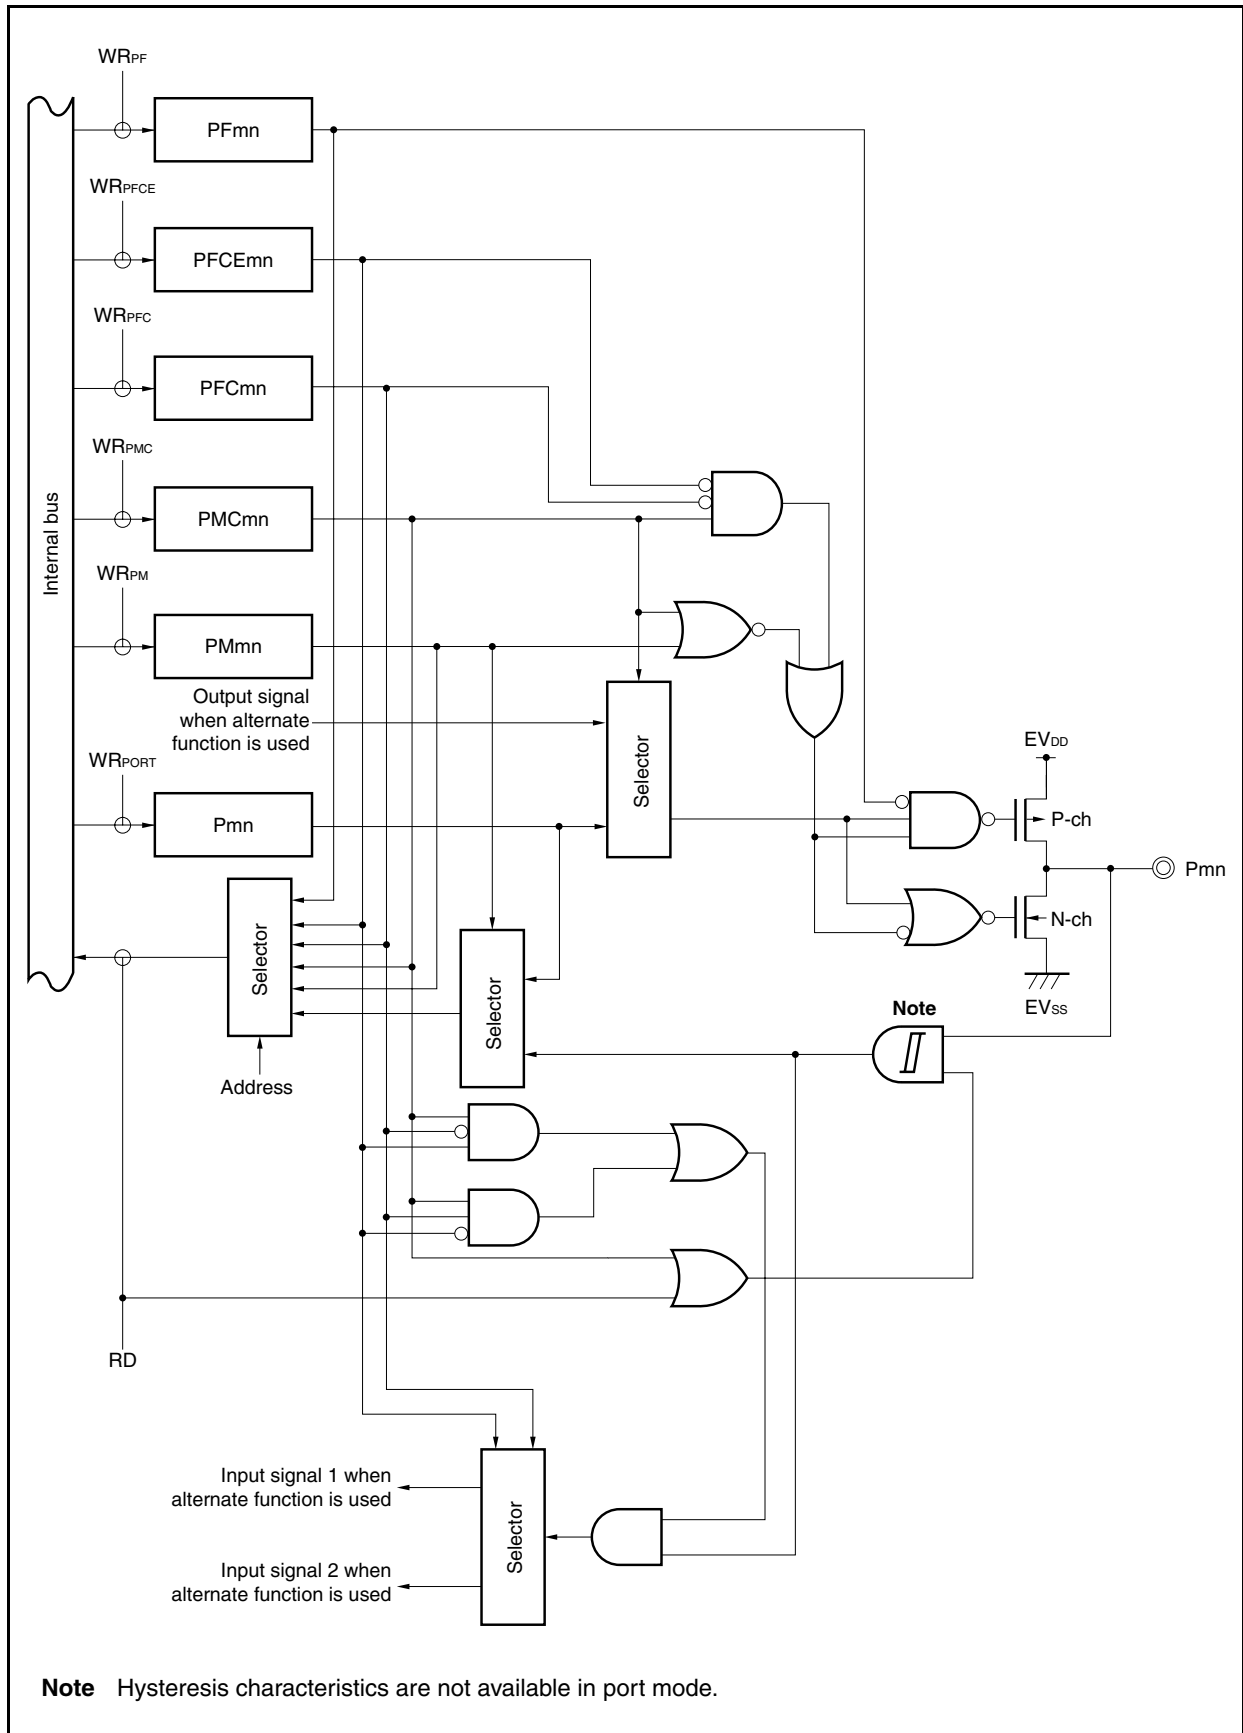 WRPF
PFmn
WRPFCE
PFCEmn
WRPFC
PFCmn
WRPMC
PMCmn
Internal bus
WRPM
PMmn
Output signal
when alternate
function is used
Selector
WRPORT
Pmn
EVDD
P-ch
Pmn
N-ch
EVSS
Selector
Selector
Note
Address
RD
Input signal 1 when
alternate function is used
Selector
Input signal 2 when
alternate function is used
Note Hysteresis characteristics are not available in port mode.